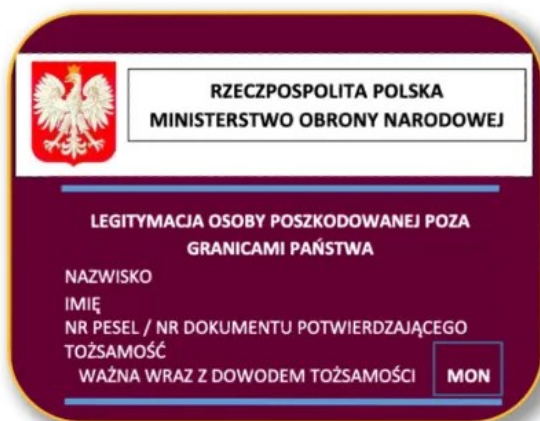 RZECZPOSPOLITA POLSKA
MINISTERSTWO OBRONY NARODOWEJ
LEGITYMACJA OSOBY POSZKODOWANEJ POZA
GRANICAMI PAŃSTWA
NAZWISKO
IMIĘ
NR PESEL / NR DOKUMENTU POTWIERDZAJĄCEGO
TOŻSAMOŚĆ
WAŻNA WRAZ Z DOWODEM TOŻSAMOŚCI MON